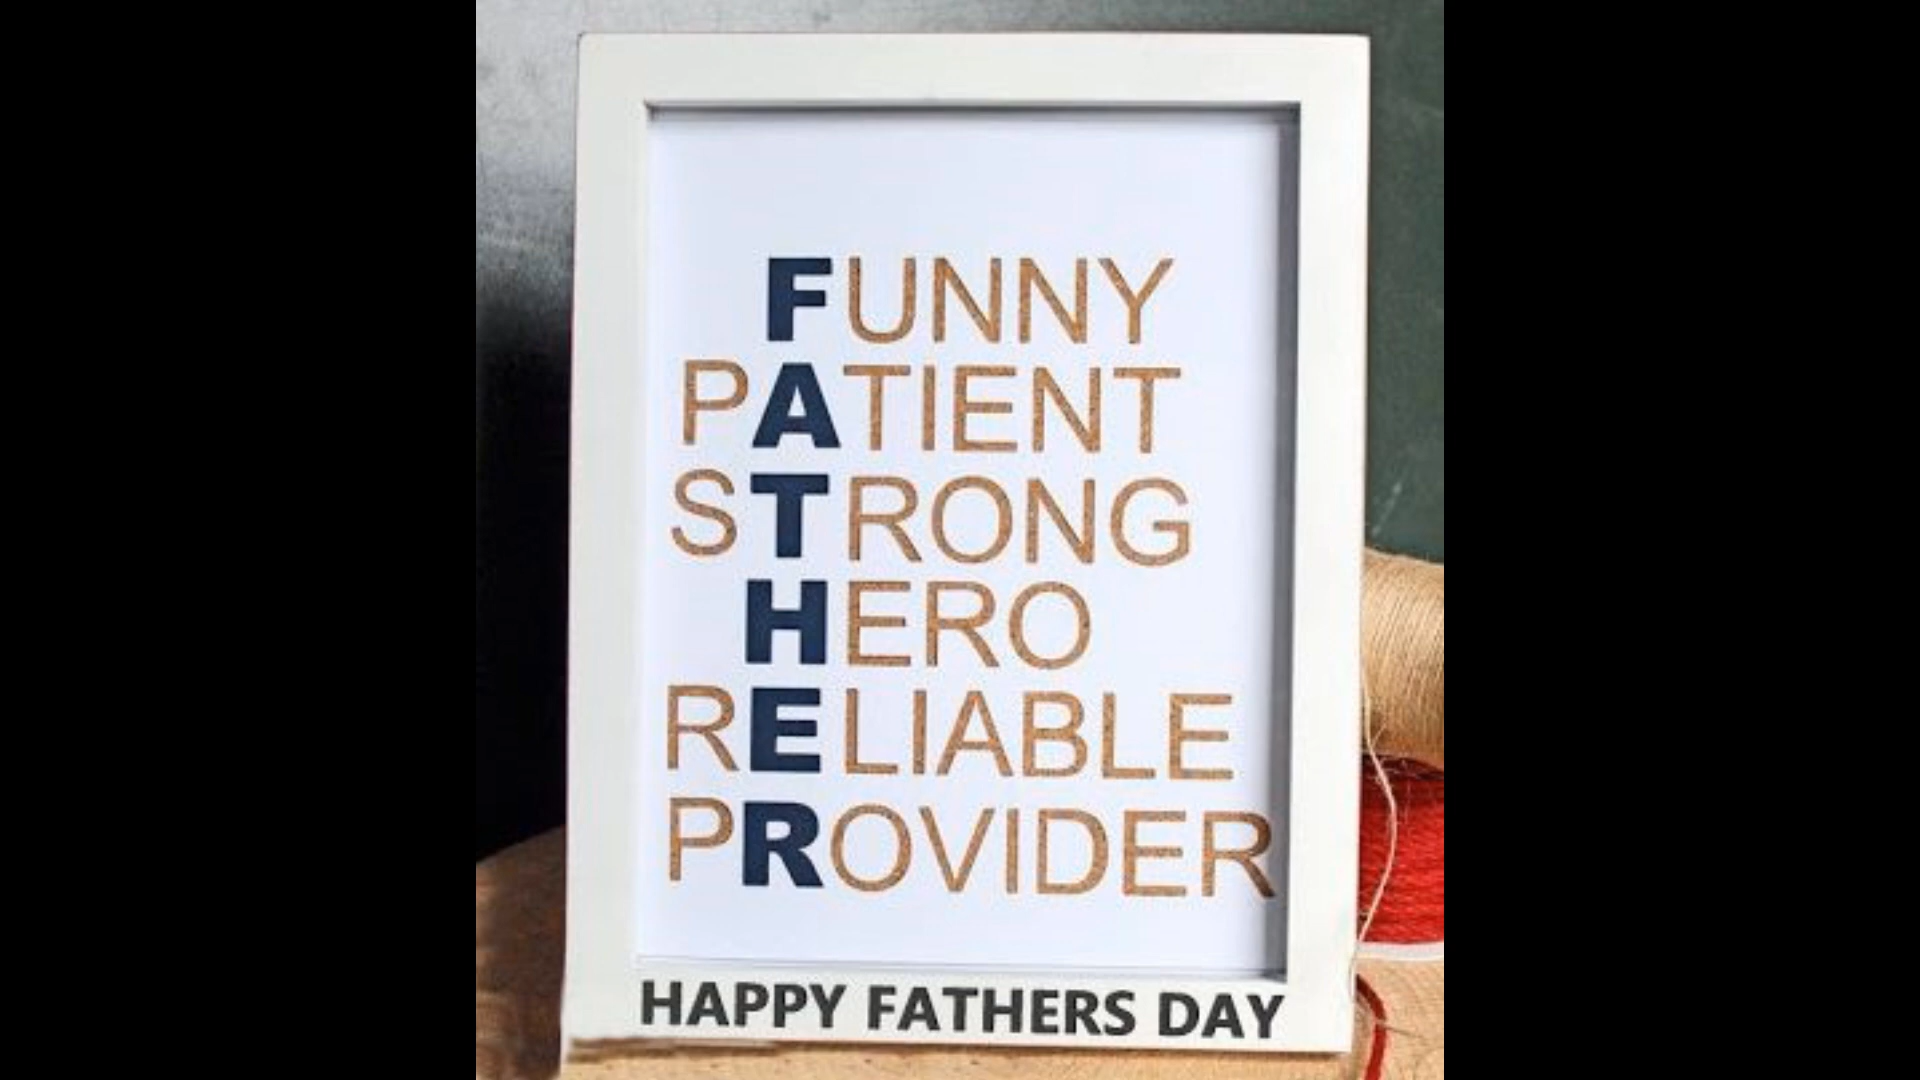 FUNNY
PATIENT
STRONG
HERO
RELIABLE
PROVIDER
HAPPY FATHERS DAY